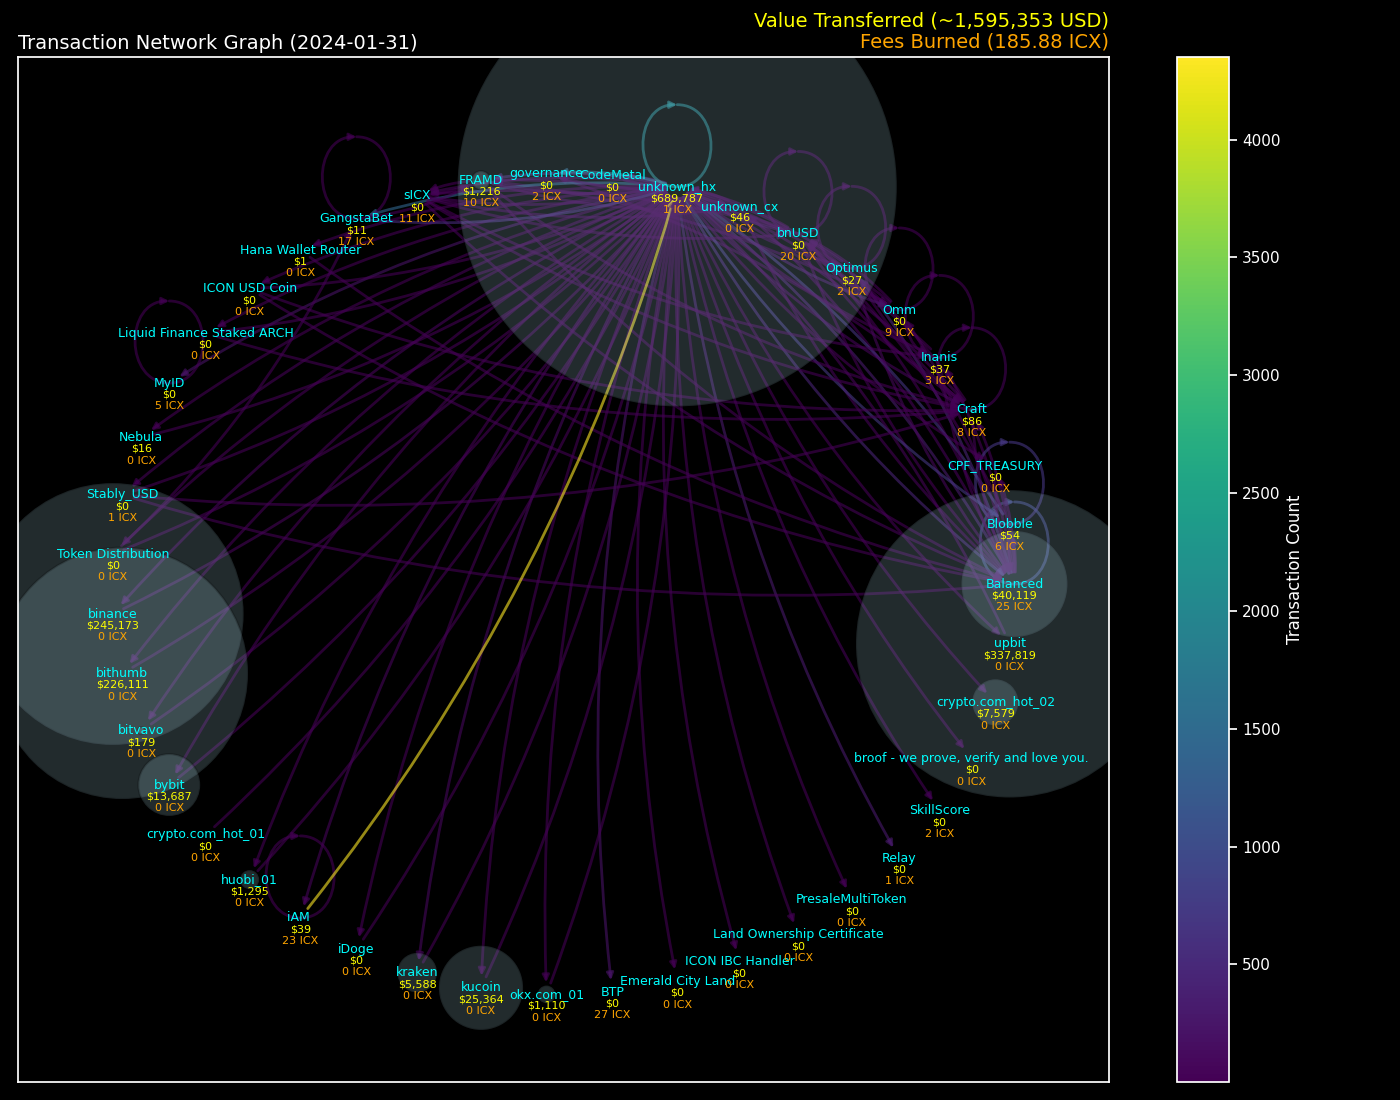 Value Transferred (~1,595,353 USD)
Transaction Network Graph (2024-01-31)
Fees Burned (185.88 ICX)
governance
$0
2 ICX
CodeMetal
$0
0 ICX
FRAMD
$1,216
10 ICX
unknown_hx
$689,787
1 ICX
sICX
$0
11 ICX
unknown_cx
$46
0 ICX
GangstaBet
$11
17 ICX
bnUSD
$0
20 ICX
Hana Wallet Router
$1
0 ICX
Optimus
$27
2 ICX
ICON USD Coin
$0
0 ICX
Omm
$0
9 ICX
Liquid Finance Staked ARCH
$0
0 ICX
Inanis
$37
3 ICX
MyID
$0
5 ICX
Craft
$86
8 ICX
Nebula
$16
0 ICX
CPF_TREASURY
$0
0 ICX
Stably_USD
$0
1 ICX
Blobble
$54
6 ICX
Token Distribution
$0
0 ICX
Balanced
$40,119
25 ICX
binance
$245,173
0 ICX
upbit
$337,819
0 ICX
bithumb
$226,111
0 ICX
crypto.com_hot_02
$7,579
0 ICX
bitvavo
$179
0 ICX
broof - we prove, verify and love you.
$0
0 ICX
bybit
$13,687
0 ICX
SkillScore
$0
2 ICX
crypto.com_hot_01
$0
0 ICX
Relay
$0
1 ICX
huobi_01
$1,295
0 ICX
PresaleMultiToken
$0
0 ICX
iAM
$39
23 ICX
Land Ownership Certificate
$0
0 ICX
iDoge
$0
0 ICX
ICON IBC Handler
$0
0 ICX
kraken
$5,588
0 ICX
Emerald City Land
$0
0 ICX
kucoin
$25,364
0 ICX
okx.com_01
$1,110
0 ICX
BTP
$0
27 ICX
4000
3500
3000
2500
2000
1500
1000
500
Transaction Count